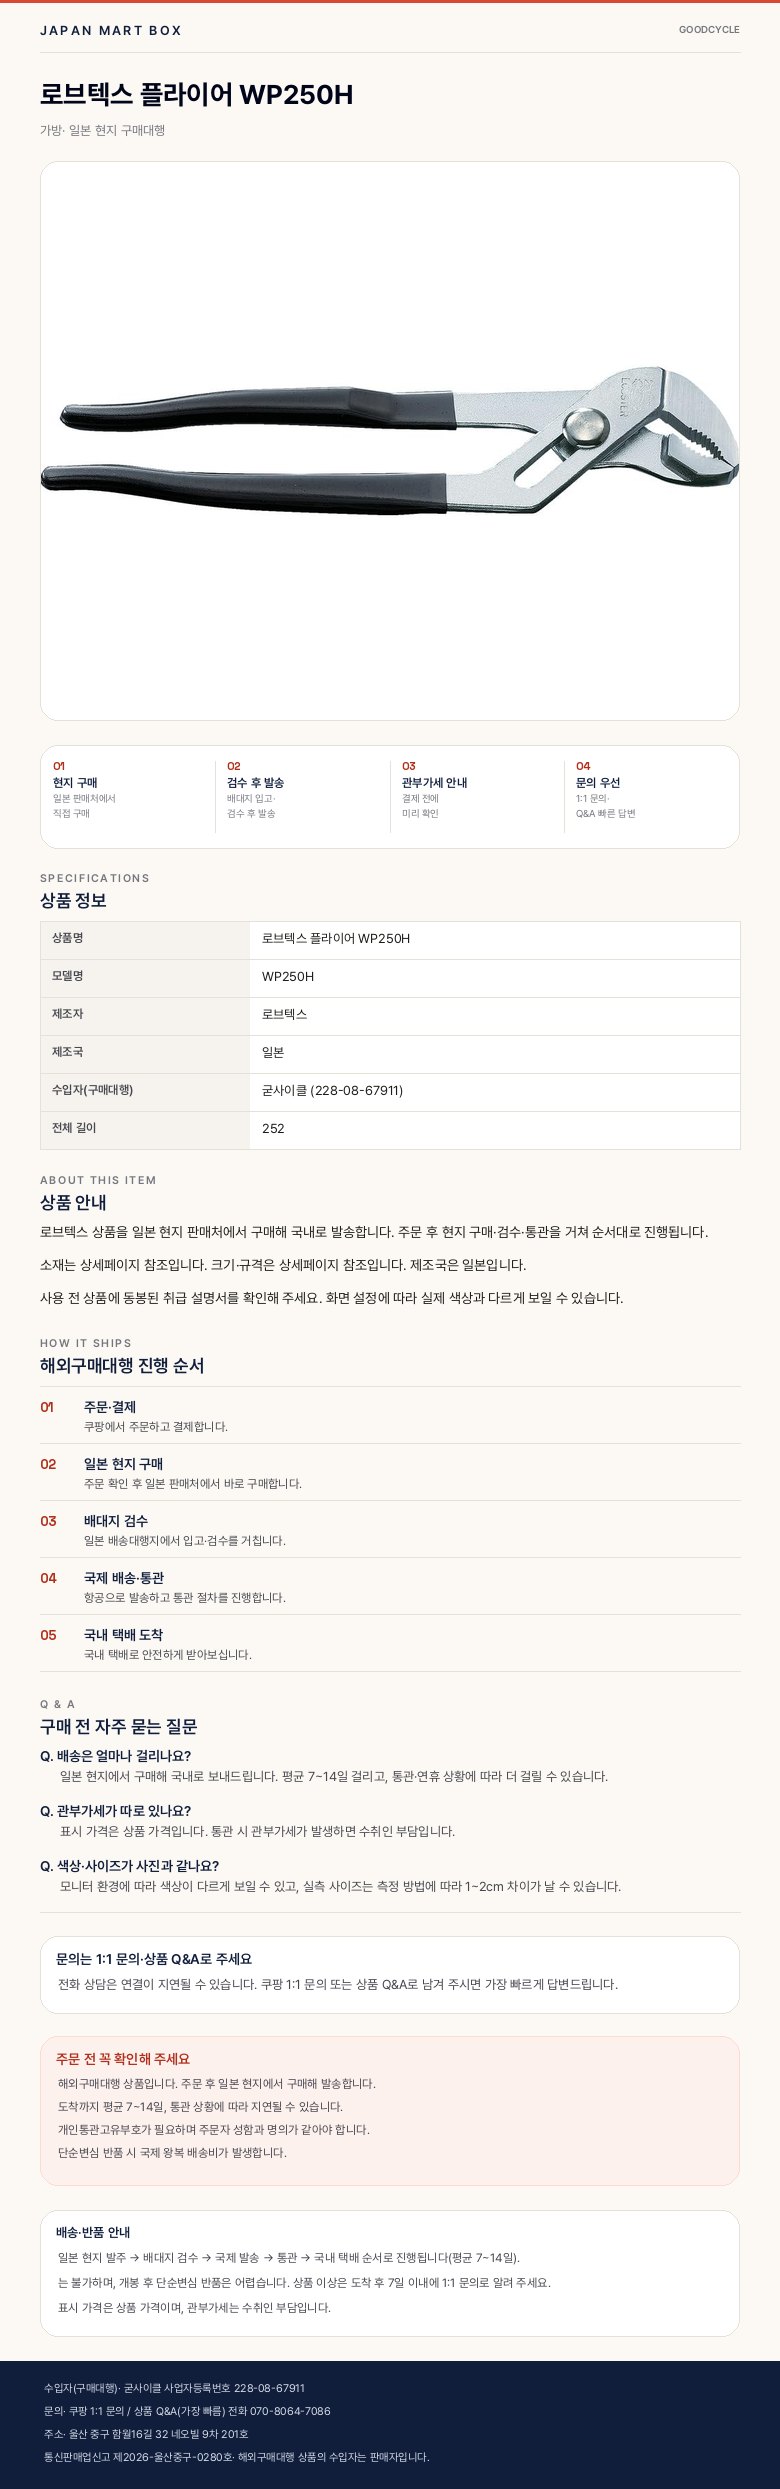 JAPAN MART BOX
GOODCYCLE
로브텍스 플라이어 WP250H
가방· 일본 현지 구매대행
LOBSTER
01
현지 구매
일본 판매처에서
직접 구매
02
검수 후 발송
배대지 입고·
검수 후 발송
03
관부가세 안내
결제 전에
미리 확인
04
문의 우선
1:1 문의·
Q&A 빠른 답변
SPECIFICATIONS
상품 정보
상품명 로브텍스 플라이어 WP250H
모델명 WP250H
제조자 로브텍스
제조국 일본
수입자(구매대행) 굳사이클 (228-08-67911)
전체 길이 252
ABOUT THIS ITEM
상품 안내
로브텍스 상품을 일본 현지 판매처에서 구매해 국내로 발송합니다. 주문 후 현지 구매·검수·통관을 거쳐 순서대로 진행됩니다.
소재는 상세페이지 참조입니다. 크기·규격은 상세페이지 참조입니다. 제조국은 일본입니다.
사용 전 상품에 동봉된 취급 설명서를 확인해 주세요. 화면 설정에 따라 실제 색상과 다르게 보일 수 있습니다.
HOW IT SHIPS
해외구매대행 진행 순서
01 주문·결제
쿠팡에서 주문하고 결제합니다.
02 일본 현지 구매
주문 확인 후 일본 판매처에서 바로 구매합니다.
03 배대지 검수
일본 배송대행지에서 입고·검수를 거칩니다.
04 국제 배송·통관
항공으로 발송하고 통관 절차를 진행합니다.
05 국내 택배 도착
국내 택배로 안전하게 받아보십니다.
Q & A
구매 전 자주 묻는 질문
Q. 배송은 얼마나 걸리나요?
일본 현지에서 구매해 국내로 보내드립니다. 평균 7~14일 걸리고, 통관·연휴 상황에 따라 더 걸릴 수 있습니다.
Q. 관부가세가 따로 있나요?
표시 가격은 상품 가격입니다. 통관 시 관부가세가 발생하면 수취인 부담입니다.
Q. 색상·사이즈가 사진과 같나요?
모니터 환경에 따라 색상이 다르게 보일 수 있고, 실측 사이즈는 측정 방법에 따라 1~2cm 차이가 날 수 있습니다.
문의는 1:1 문의·상품 Q&A로 주세요
전화 상담은 연결이 지연될 수 있습니다. 쿠팡 1:1 문의 또는 상품 Q&A로 남겨 주시면 가장 빠르게 답변드립니다.
주문 전 꼭 확인해 주세요
해외구매대행 상품입니다. 주문 후 일본 현지에서 구매해 발송합니다.
도착까지 평균 7~14일, 통관 상황에 따라 지연될 수 있습니다.
개인통관고유부호가 필요하며 주문자 성함과 명의가 같아야 합니다.
단순변심 반품 시 국제 왕복 배송비가 발생합니다.
배송·반품 안내
일본 현지 발주 → 배대지 검수 → 국제 발송 → 통관 → 국내 택배 순서로 진행됩니다(평균 7~14일).
는 불가하며, 개봉 후 단순변심 반품은 어렵습니다. 상품 이상은 도착 후 7일 이내에 1:1 문의로 알려 주세요.
표시 가격은 상품 가격이며, 관부가세는 수취인 부담입니다.
수입자(구매대행)· 굳사이클 사업자등록번호 228-08-67911
문의· 쿠팡 1:1 문의 / 상품 Q&A(가장 빠름) 전화 070-8064-7086
주소· 울산 중구 함월16길 32 네오빌 9차 201호
통신판매업신고 제2026-울산중구-0280호· 해외구매대행 상품의 수입자는 판매자입니다.